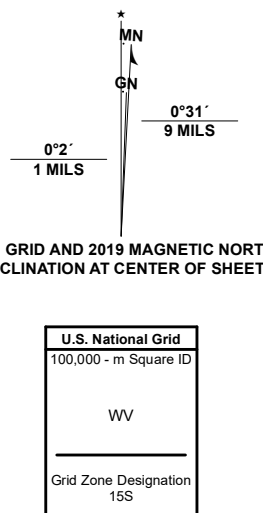 ★
MN
GN
0°31´
9 MILS
0°2´
1 MILS
GRID AND 2019 MAGNETIC NORT
CLINATION AT CENTER OF SHEET
U.S. National Grid
100,000 - m Square ID
WV
Grid Zone Designation
15S